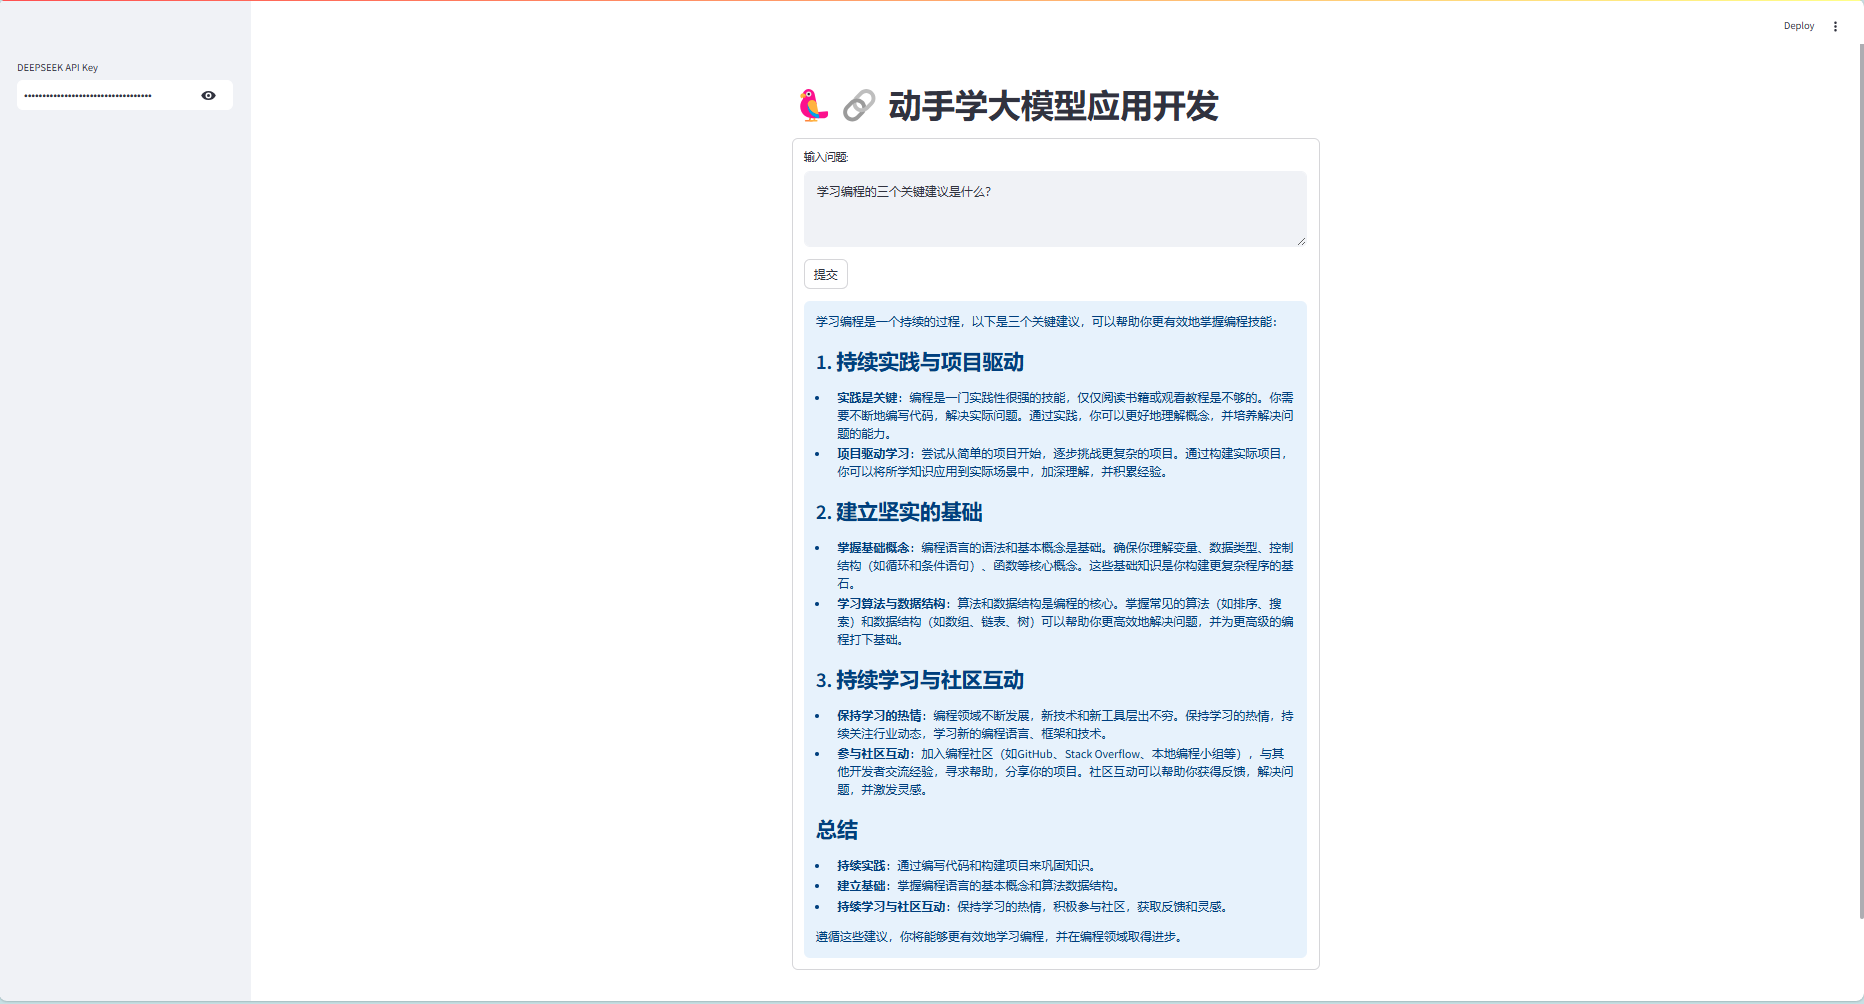 Deploy
DEEPSEEK API Key
动手学大模型应用开发
输入问题:
学习编程的三个关键建议是什么?
提交
学习编程是一个持续的过程，以下是三个关键建议，可以帮助你更有效地掌握编程技能：
1. 持续实践与项目驱动
• 实践是关键：编程是一门实践性很强的技能，仅仅阅读书籍或观看教程是不够的。你需
要不断地编写代码，解决实际问题。通过实践，你可以更好地理解概念，并培养解决问
题的能力。
• 项目驱动学习：尝试从简单的项目开始，逐步挑战更复杂的项目。通过构建实际项目，
你可以将所学知识应用到实际场景中，加深理解，并积累经验。
2. 建立坚实的基础
• 掌握基础概念：编程语言的语法和基本概念是基础。确保你理解变量、数据类型、控制
结构（如循环和条件语句）、函数等核心概念。这些基础知识是你构建更复杂程序的基
石。
• 学习算法与数据结构：算法和数据结构是编程的核心。掌握常见的算法（如排序、搜
索）和数据结构（如数组、链表、树）可以帮助你更高效地解决问题，并为更高级的编
程打下基础。
3. 持续学习与社区互动
• 保持学习的热情：编程领域不断发展，新技术和新工具层出不穷。保持学习的热情，持
续关注行业动态，学习新的编程语言、框架和技术。
• 参与社区互动：加入编程社区（如GitHub、Stack Overflow、本地编程小组等），与其
他开发者交流经验，寻求帮助，分享你的项目。社区互动可以帮助你获得反馈，解决问
题，并激发灵感。
总结
• 持续实践：通过编写代码和构建项目来巩固知识。
• 建立基础：掌握编程语言的基本概念和算法数据结构。
• 持续学习与社区互动：保持学习的热情，积极参与社区，获取反馈和灵感。
遵循这些建议，你将能够更有效地学习编程，并在编程领域取得进步。